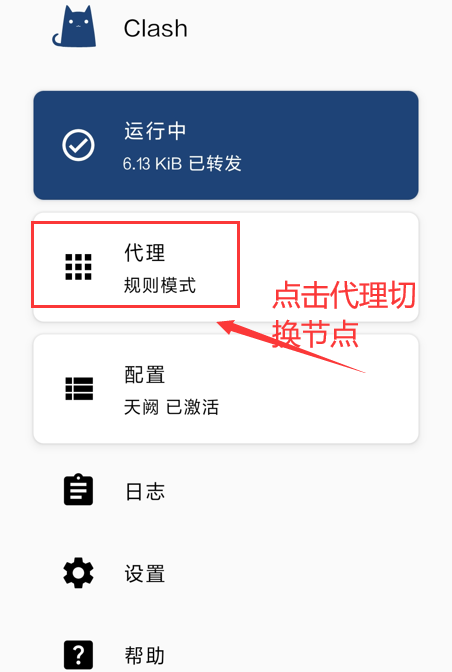 Clash
运行中
6.13 KiB 已转发
代理
规则模式
点击代理切
换节点
配置
天阙 已激活
日志
设置
帮助